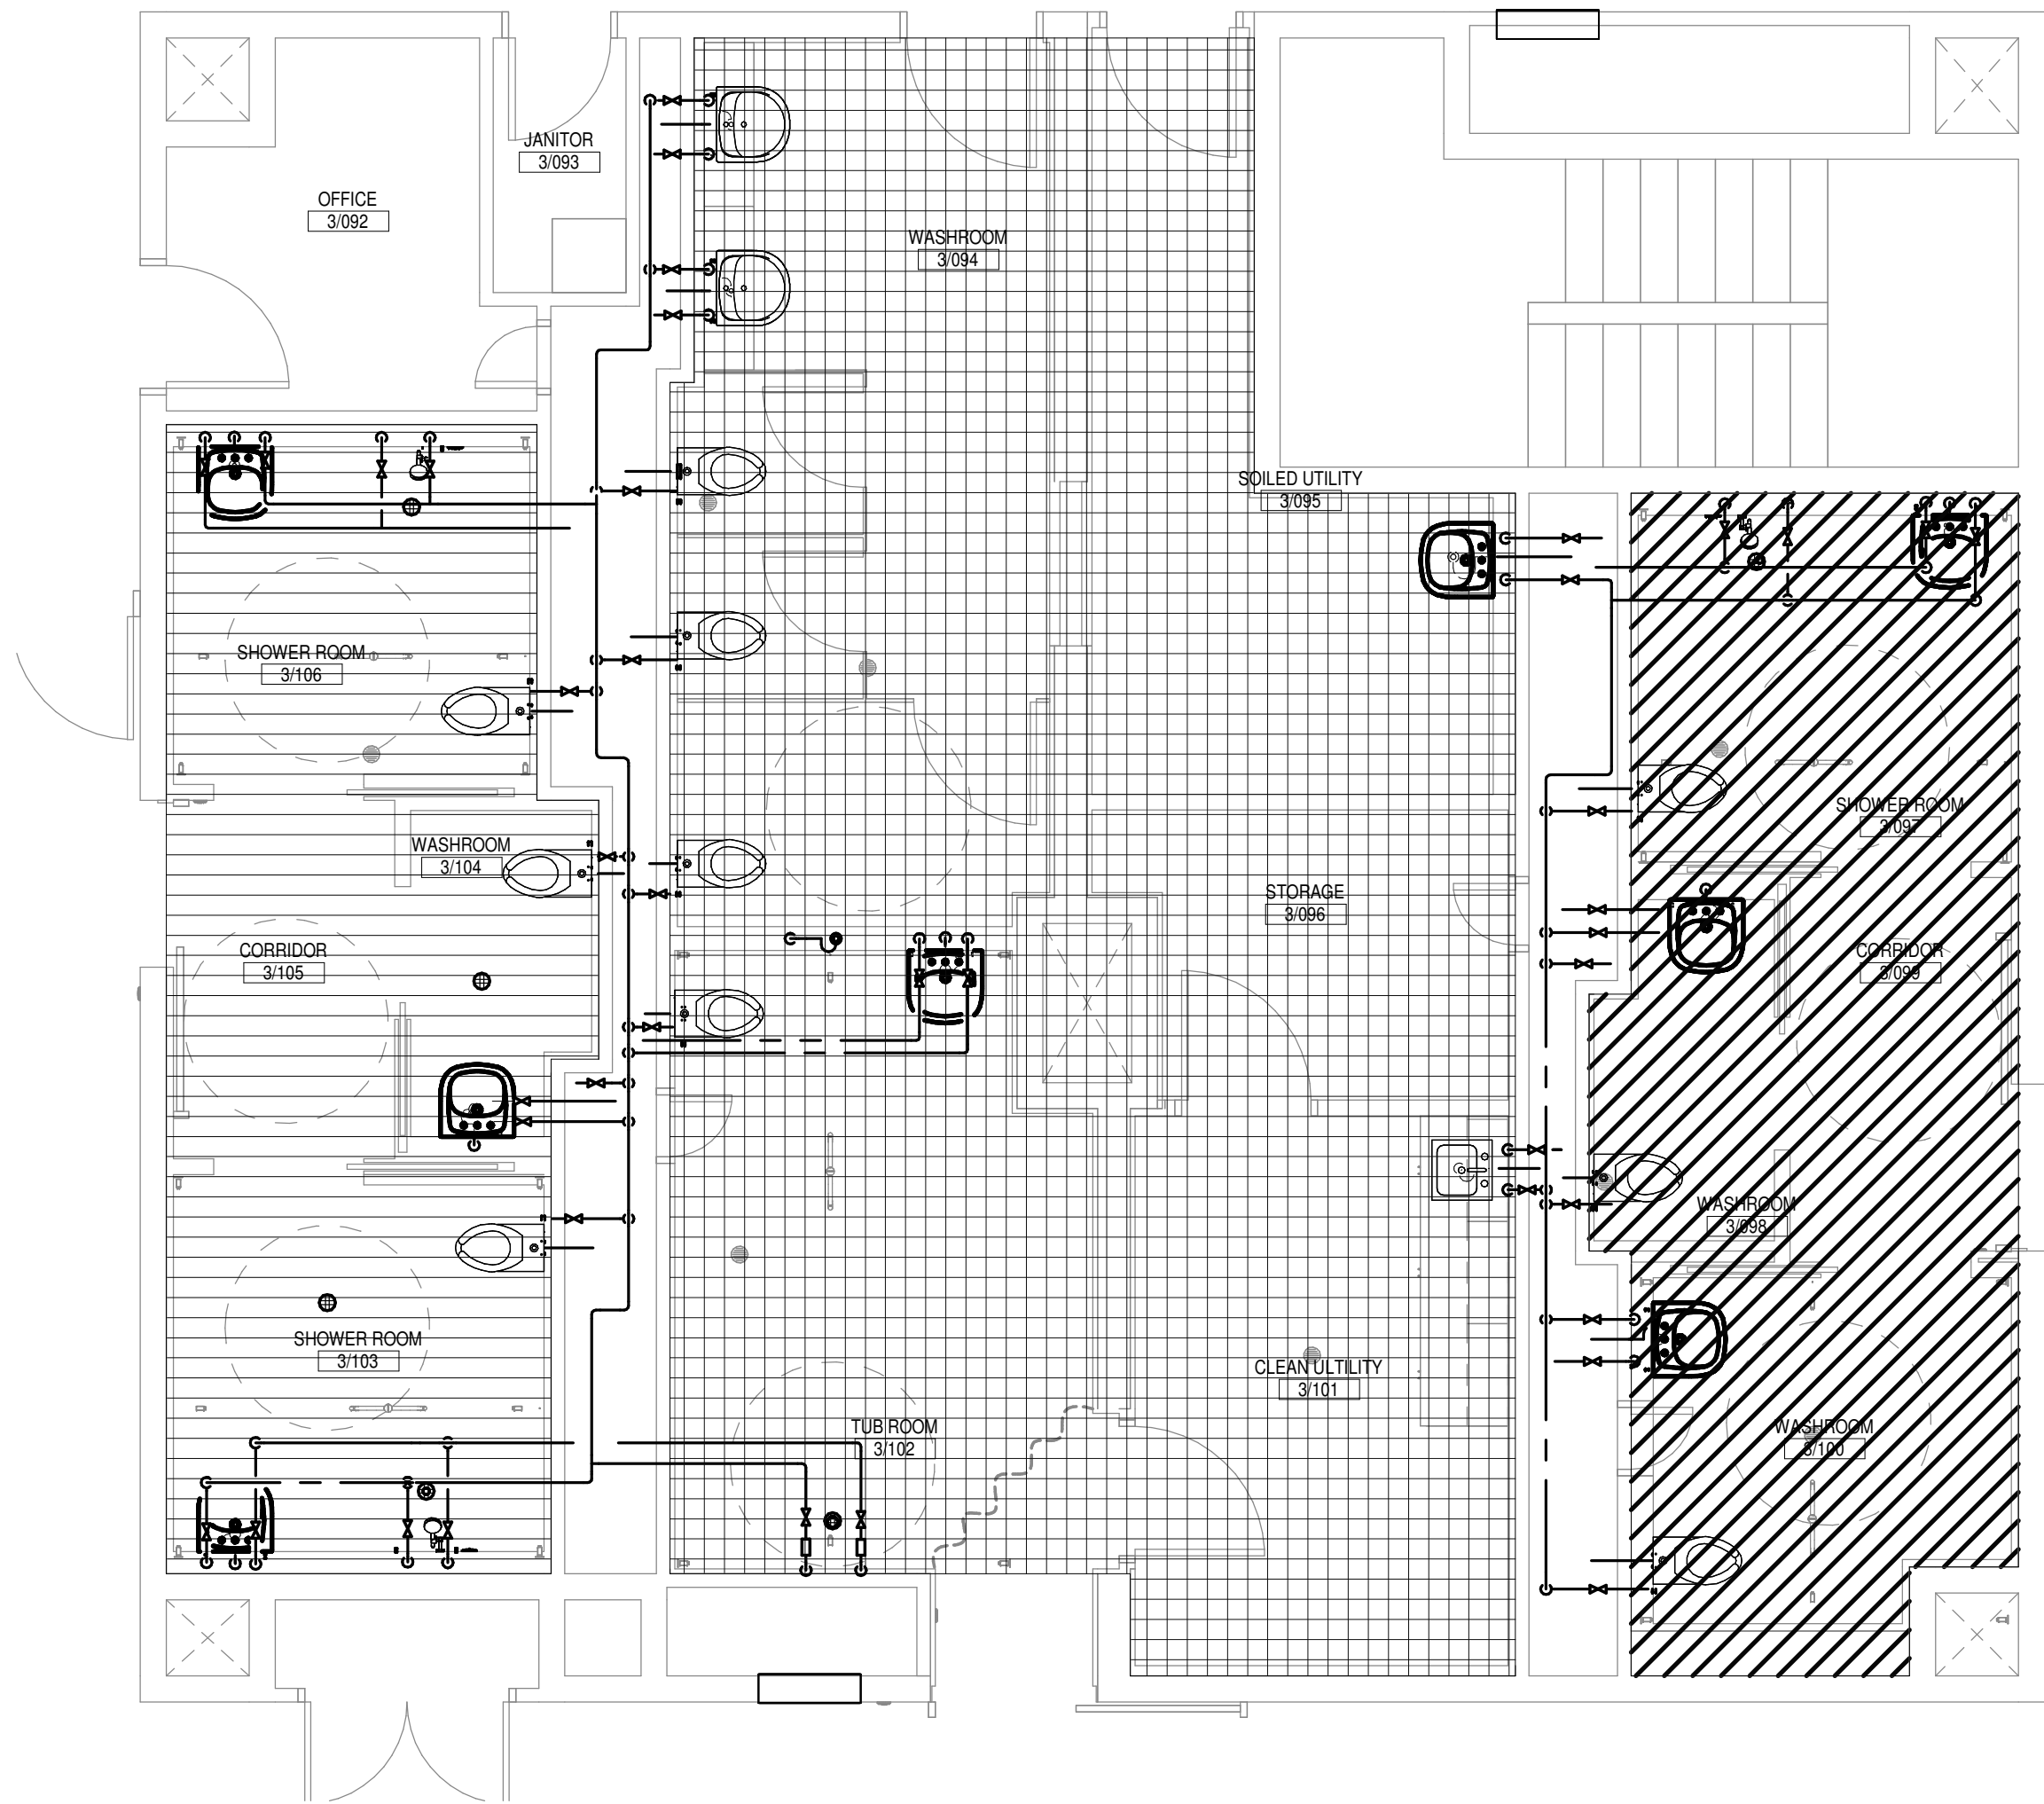 JANITOR
3/093
OFFICE
3/092
WASHROOM
3/094
SOILED UTILITY
3/095
SHOWER ROOM
3/106
SHOWER ROOM
3/097
WASHROOM
3/104
STORAGE
3/096
CORRIDOR
3/105
CORRIDOR
3/099
WASHROOM
3/098
SHOWER ROOM
3/103
CLEAN ULTILITY
3/101
TUB ROOM
3/102
WASHROOM
3/100